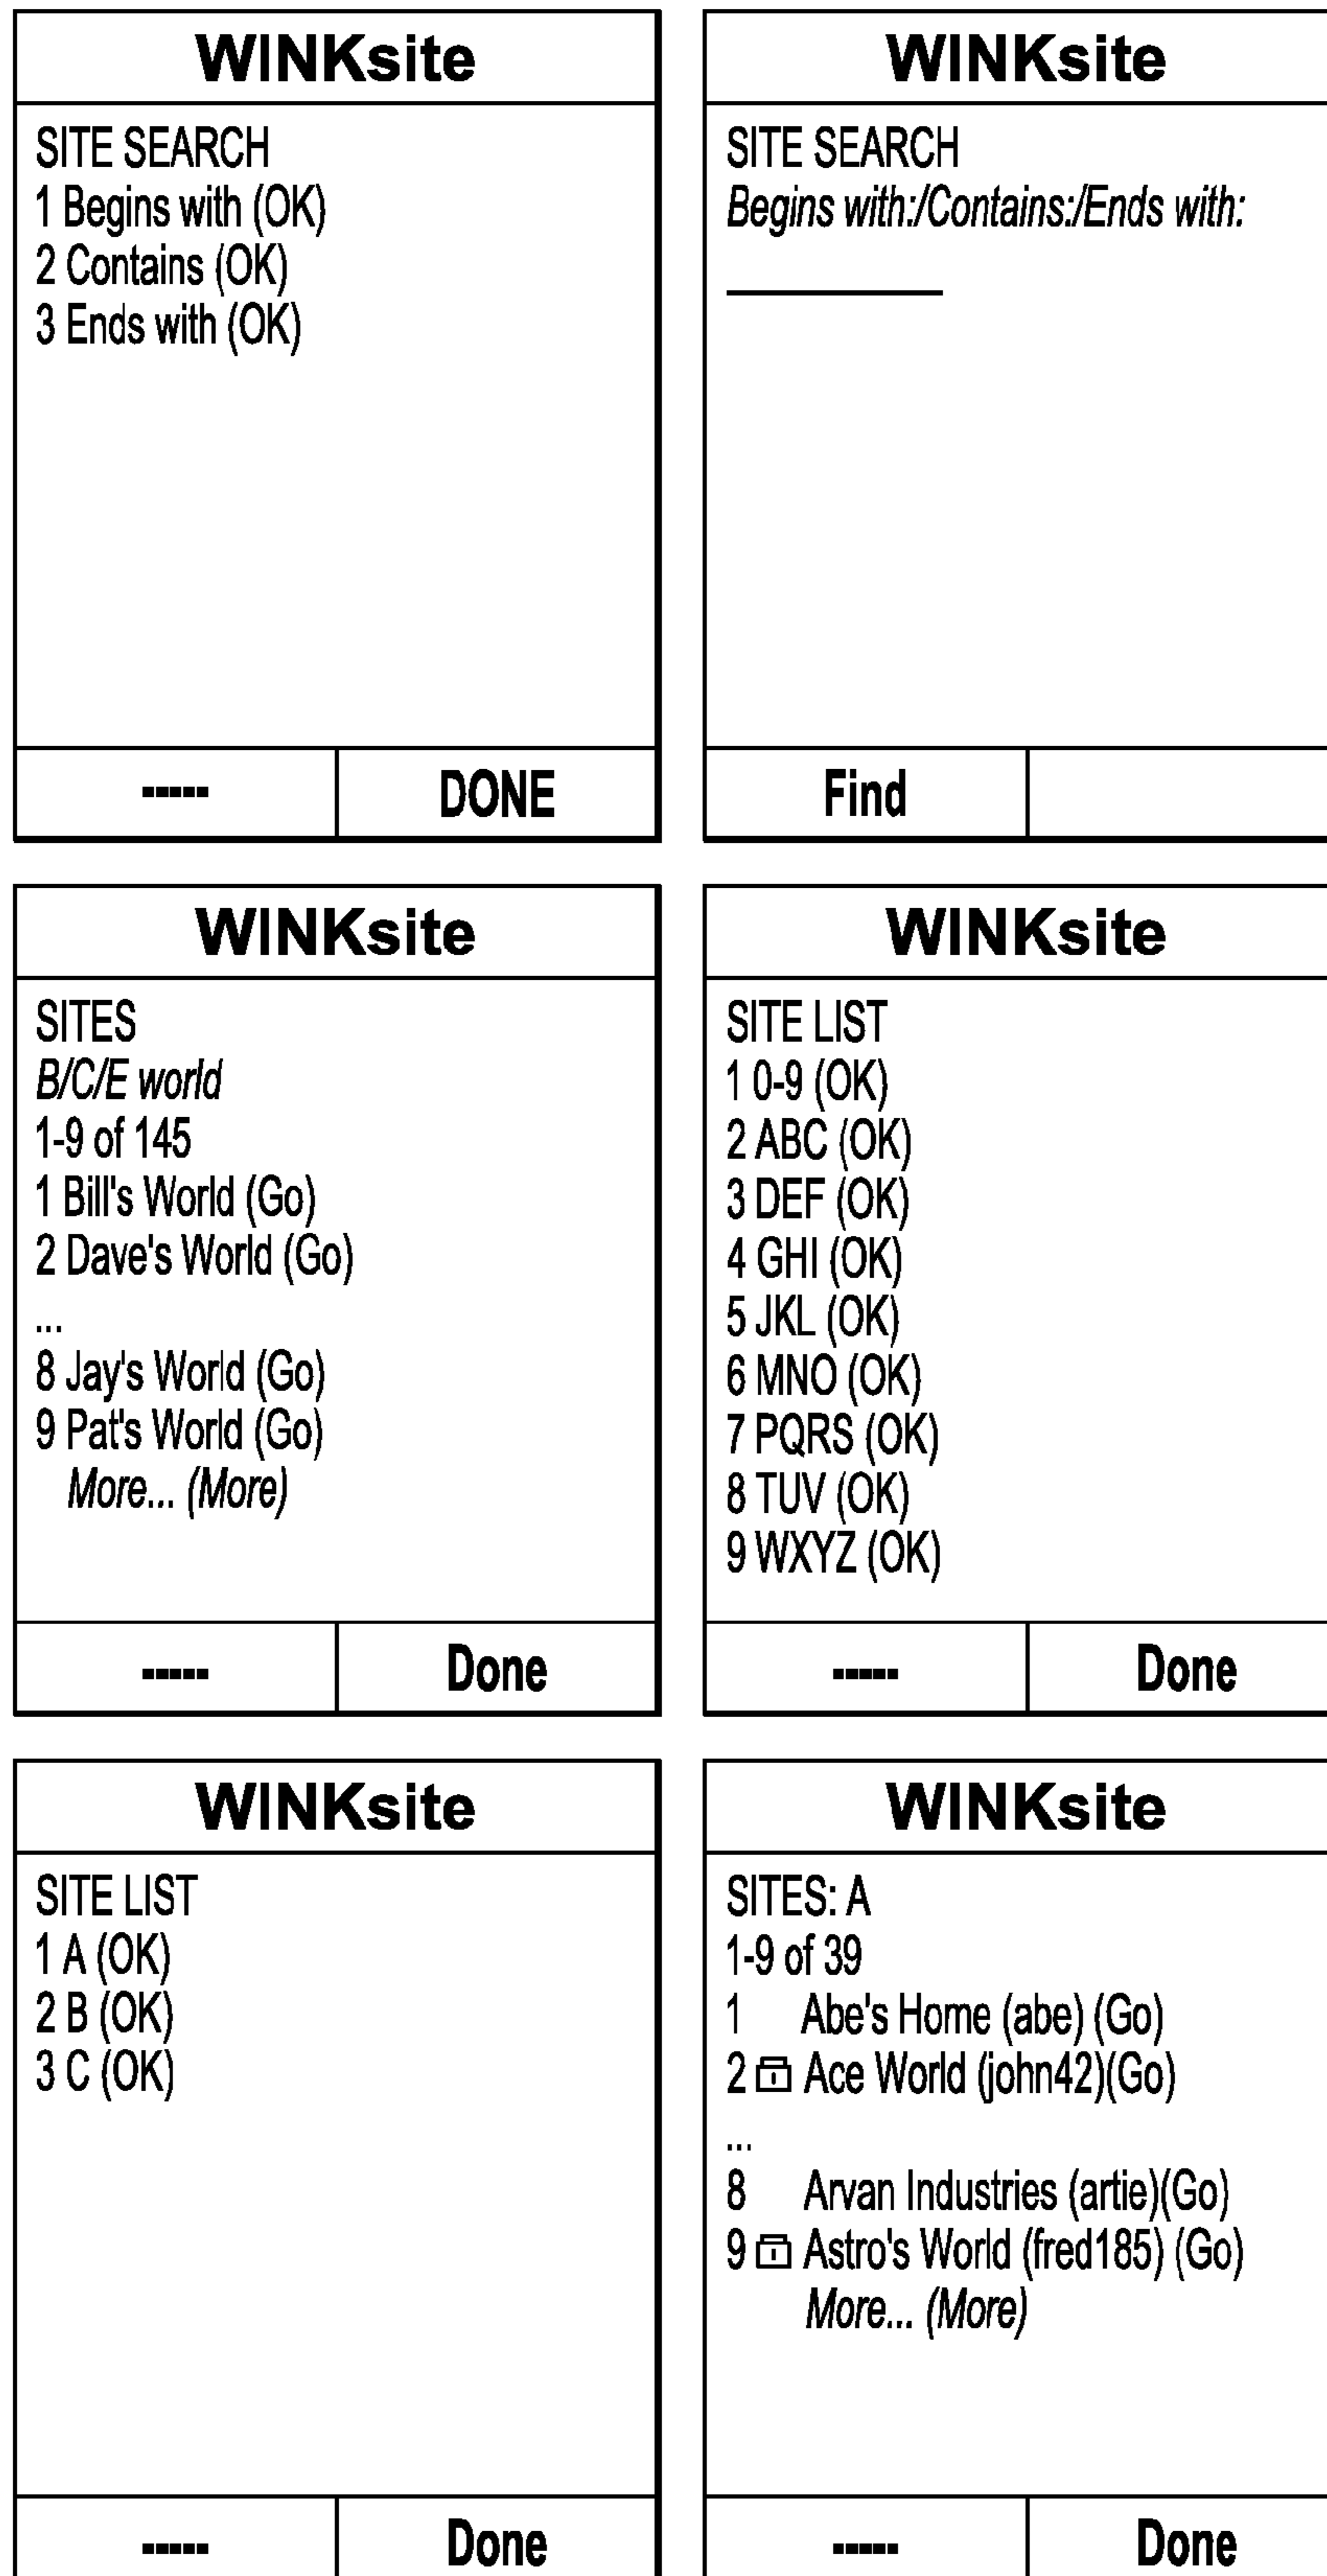 WINKsite
SITE SEARCH
1 Begins with (OK)
2 Contains (OK)
3 Ends with (OK)
----- DONE
WINKsite
SITE SEARCH
Begins with:/Contains:/Ends with:
Find
WINKsite
SITES
B/C/E world
1-9 of 145
1 Bill's World (Go)
2 Dave's World (Go)
...
8 Jay's World (Go)
9 Pat's World (Go)
More... (More)
----- Done
WINKsite
SITE LIST
1 0-9 (OK)
2 ABC (OK)
3 DEF (OK)
4 GHI (OK)
5 JKL (OK)
6 MNO (OK)
7 PQRS (OK)
8 TUV (OK)
9 WXYZ (OK)
----- Done
WINKsite
SITE LIST
1 A (OK)
2 B (OK)
3 C (OK)
----- Done
WINKsite
SITES: A
1-9 of 39
1 Abe's Home (abe) (Go)
2 Ace World (john42)(Go)
...
8 Arvan Industries (artie)(Go)
9 Astro's World (fred185) (Go)
More... (More)
----- Done